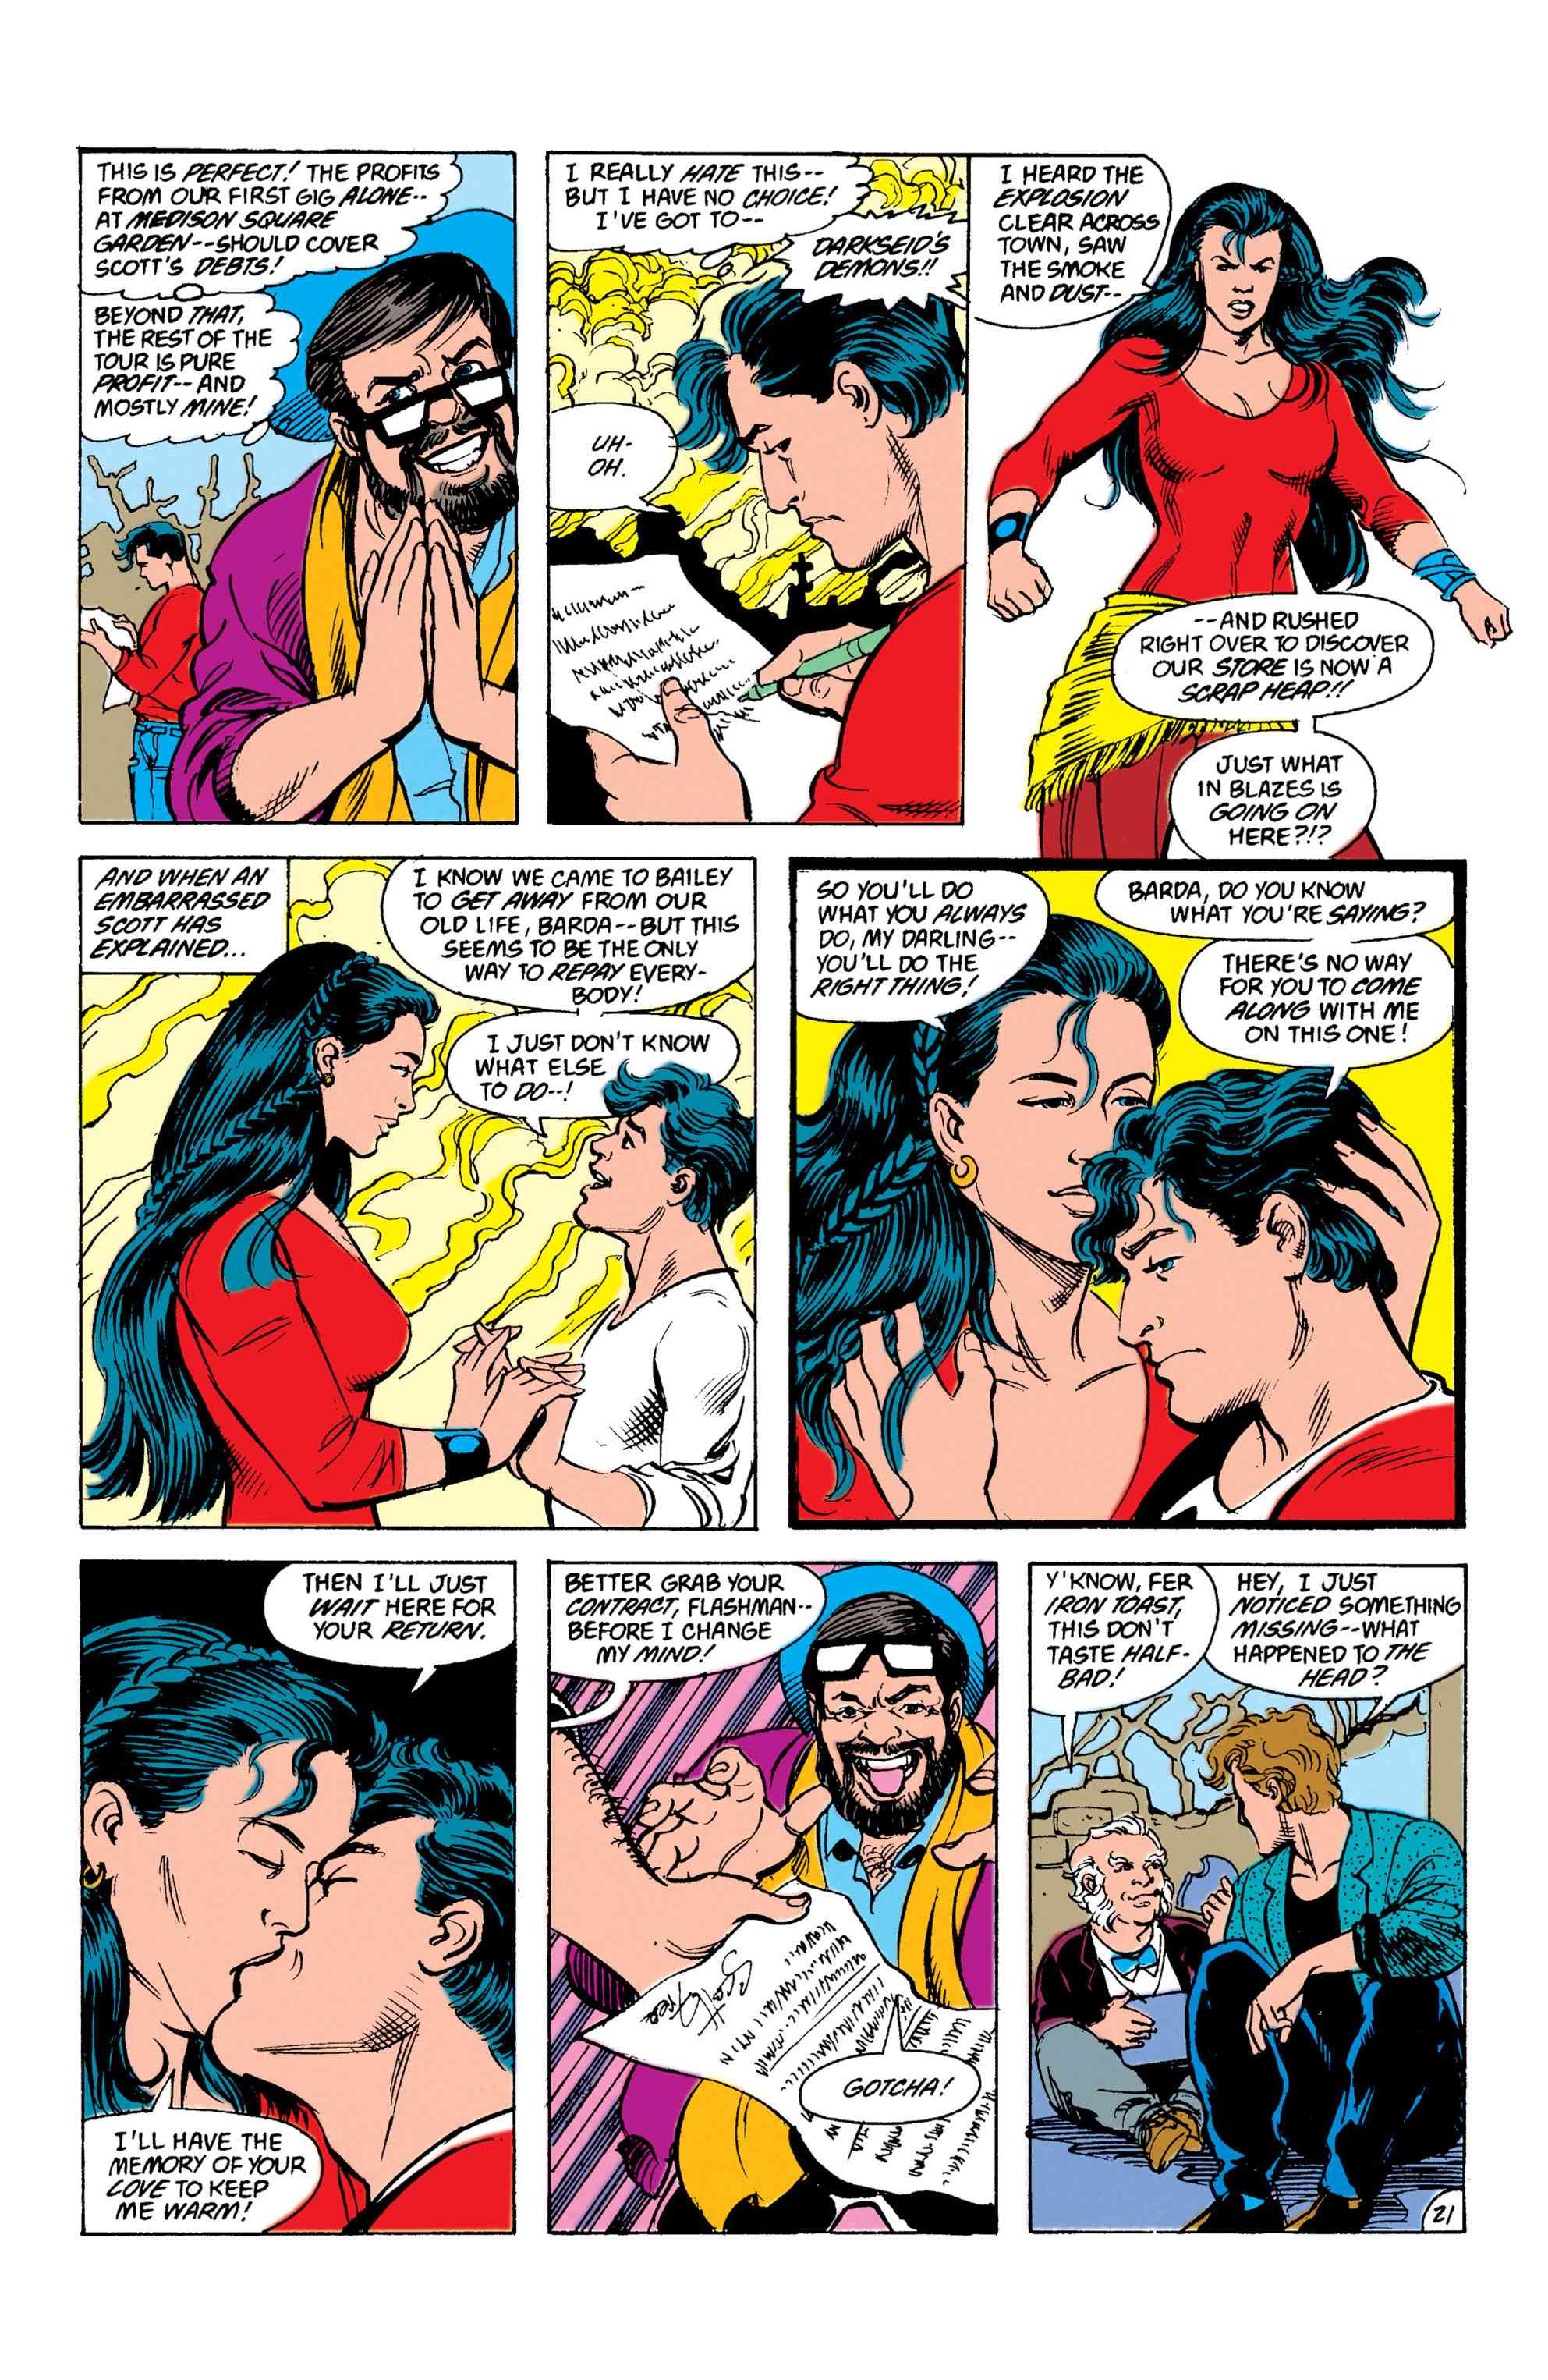 THIS IS PERFECT! THE PROFITS
FROM OUR FIRST GIG ALONE--
AT MEDISON SQUARE
GARDEN--SHOULD COVER
SCOTT'S DEBTS!
BEYOND THAT,
THE REST OF THE
TOUR IS PURE
PROFIT--AND
MOSTLY MINE!
I REALLY HATE THIS--
BUT I HAVE NO CHOICE!
I'VE GOT TO--
DARKSEID'S
DEMONS!!
UH-
OH.
I HEARD THE
EXPLOSION
CLEAR ACROSS
TOWN, SAW
THE SMOKE
AND DUST--
--AND RUSHED
RIGHT OVER TO DISCOVER
OUR STORE IS NOW A
SCRAP HEAP!!
JUST WHAT
IN BLAZES IS
GOING ON
HERE?!?
AND WHEN AN
EMBARRASSED
SCOTT HAS
EXPLAINED...
I KNOW WE CAME TO BAILEY
TO GET AWAY FROM OUR
OLD LIFE, BARDA--BUT THIS
SEEMS TO BE THE ONLY
WAY TO REPAY EVERY-
BODY!
I JUST DON'T KNOW
WHAT ELSE
TO DO--!
SO YOU'LL DO
WHAT YOU ALWAYS
DO, MY DARLING--
YOU'LL DO THE
RIGHT THING!
BARDA, DO YOU KNOW
WHAT YOU'RE SAYING?
THERE'S NO WAY
FOR YOU TO COME
ALONG WITH ME
ON THIS ONE!
THEN I'LL JUST
WAIT HERE FOR
YOUR RETURN.
I'LL HAVE THE
MEMORY OF YOUR
LOVE TO KEEP
ME WARM!
BETTER GRAB YOUR
CONTRACT, FLASHMAN--
BEFORE I CHANGE
MY MIND!
Scott Free
GOTCHA!
Y'KNOW, FER
IRON TOAST,
THIS DON'T
TASTE HALF-
BAD!
HEY, I JUST
NOTICED SOMETHING
MISSING--WHAT
HAPPENED TO THE
HEAD?
21